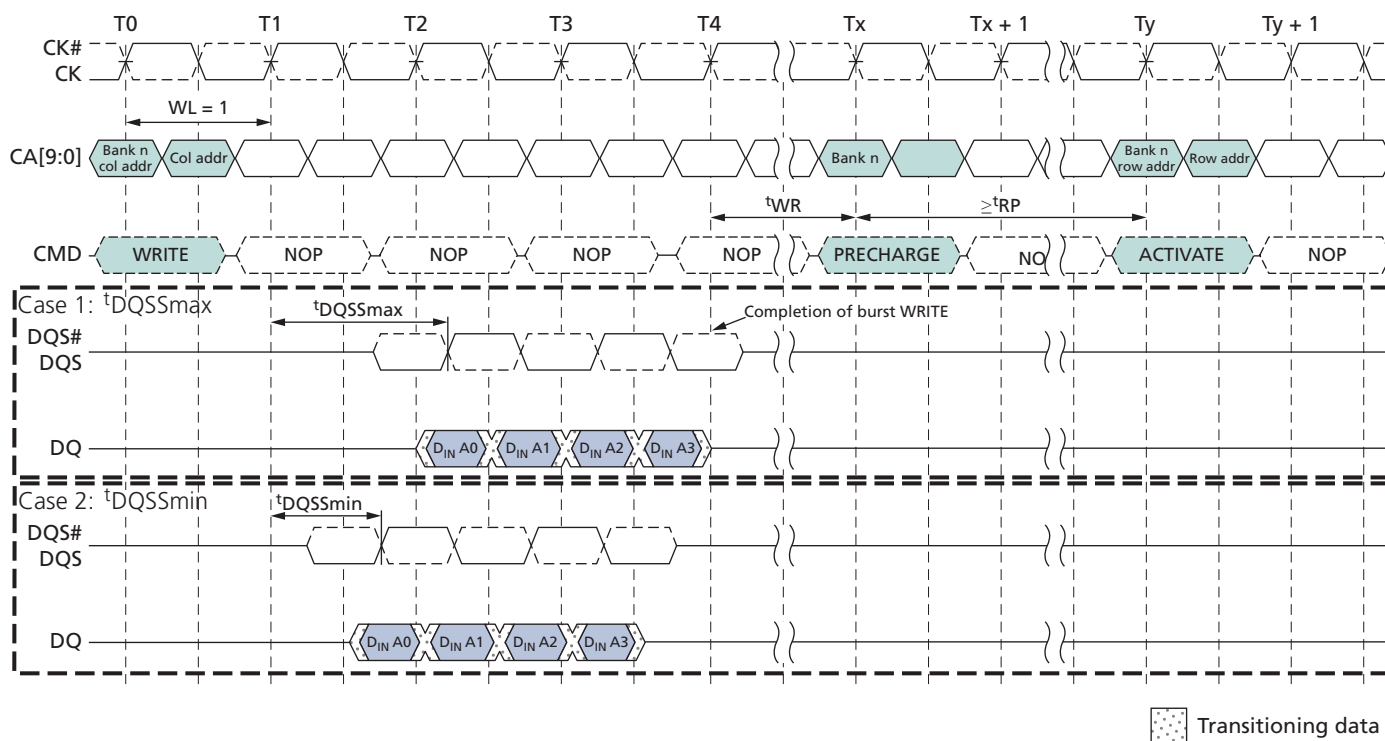 T0 T1 T2 T3 T4 Tx Tx + 1 Ty Ty + 1
CK#
CK
WL = 1
CA[9:0]
Bank n
col addr
Col addr
Bank n
Bank n
row addr
Row addr
tWR
≥tRP
CMD
WRITE NOP NOP NOP NOP PRECHARGE NO ACTIVATE NOP
Case 1: tDQSSmax
tDQSSmax
Completion of burst WRITE
DQS#
DQS
DQ
DIN A0 DIN A1 DIN A2 DIN A3
Case 2: tDQSSmin
tDQSSmin
DQS#
DQS
DQ
DIN A0 DIN A1 DIN A2 DIN A3
Transitioning data